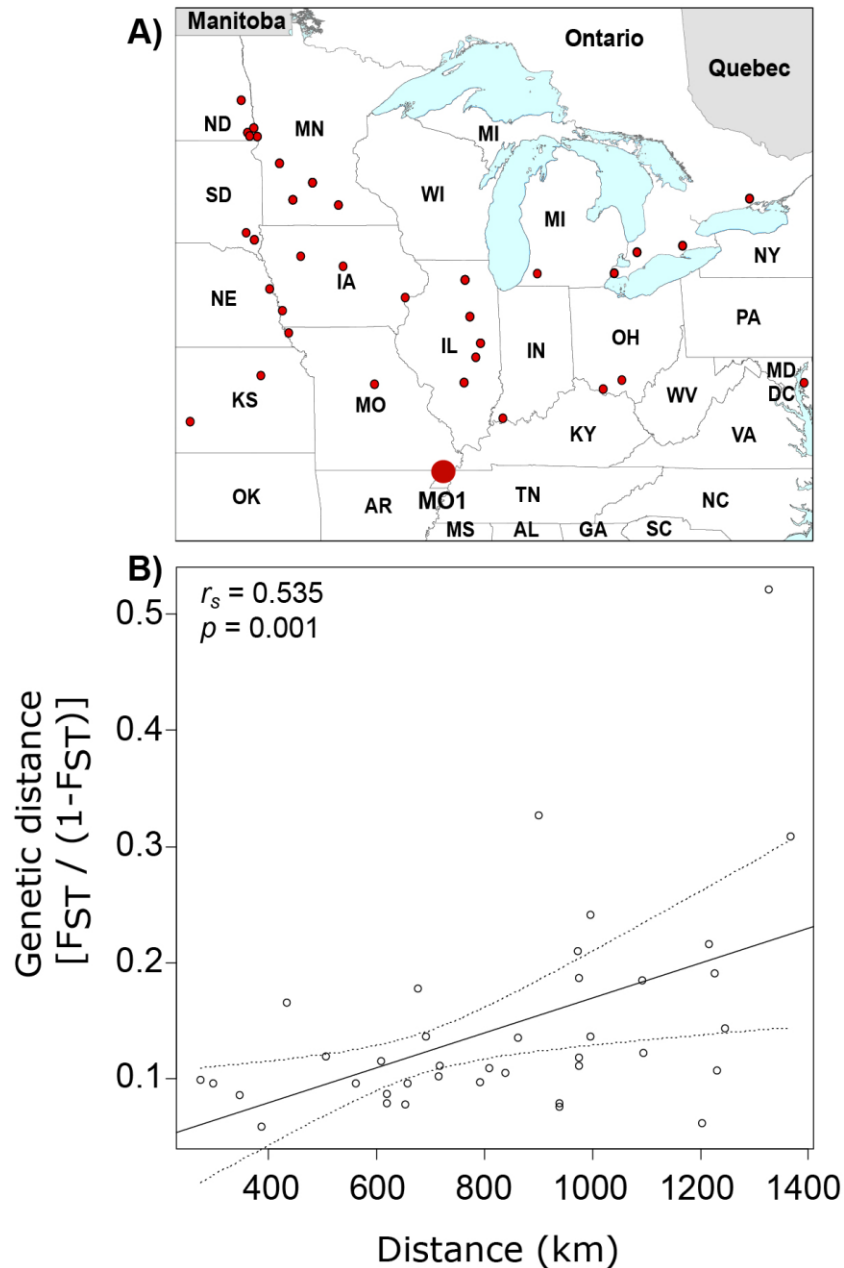 A)
Manitoba
Ontario
Quebec
ND
MN
MI
SD
WI
MI
NY
NE
IA
PA
IL
IN
OH
MD
DC
KS
MO
WV
KY
VA
OK
AR
MO1
TN
NC
MS
AL
GA
SC
B)
r_s = 0.535
p = 0.001
0.5
0.4
0.3
0.2
0.1
Genetic distance
[F_ST / (1-F_ST)]
400 600 800 1000 1200 1400
Distance (km)